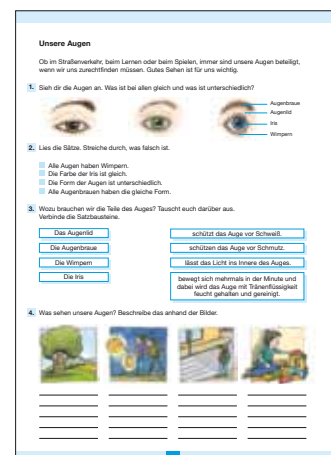 Unsere Augen
Ob im Straßenverkehr, beim Lernen oder beim Spielen, immer sind unsere Augen beteiligt,
wenn wir uns zurechtfinden müssen. Gutes Sehen ist für uns wichtig.
1. Sieh dir die Augen an. Was ist bei allen gleich und was ist unterschiedlich?
Augenbraue
Augenlid
Iris
Wimpern
2. Lies die Sätze. Streiche durch, was falsch ist.
Alle Augen haben Wimpern.
Die Farbe der Iris ist gleich.
Die Form der Augen ist unterschiedlich.
Alle Augenbrauen haben die gleiche Form.
3. Wozu brauchen wir die Teile des Auges? Tauscht euch darüber aus.
Verbinde die Satzbausteine.
Das Augenlid
schützt das Auge vor Schweiß.
Die Augenbraue
schützen das Auge vor Schmutz.
Die Wimpern
lässt das Licht ins Innere des Auges.
Die Iris
bewegt sich mehrmals in der Minute und
dabei wird das Auge mit Tränenflüssigkeit
feucht gehalten und gereinigt.
4. Was sehen unsere Augen? Beschreibe das anhand der Bilder.